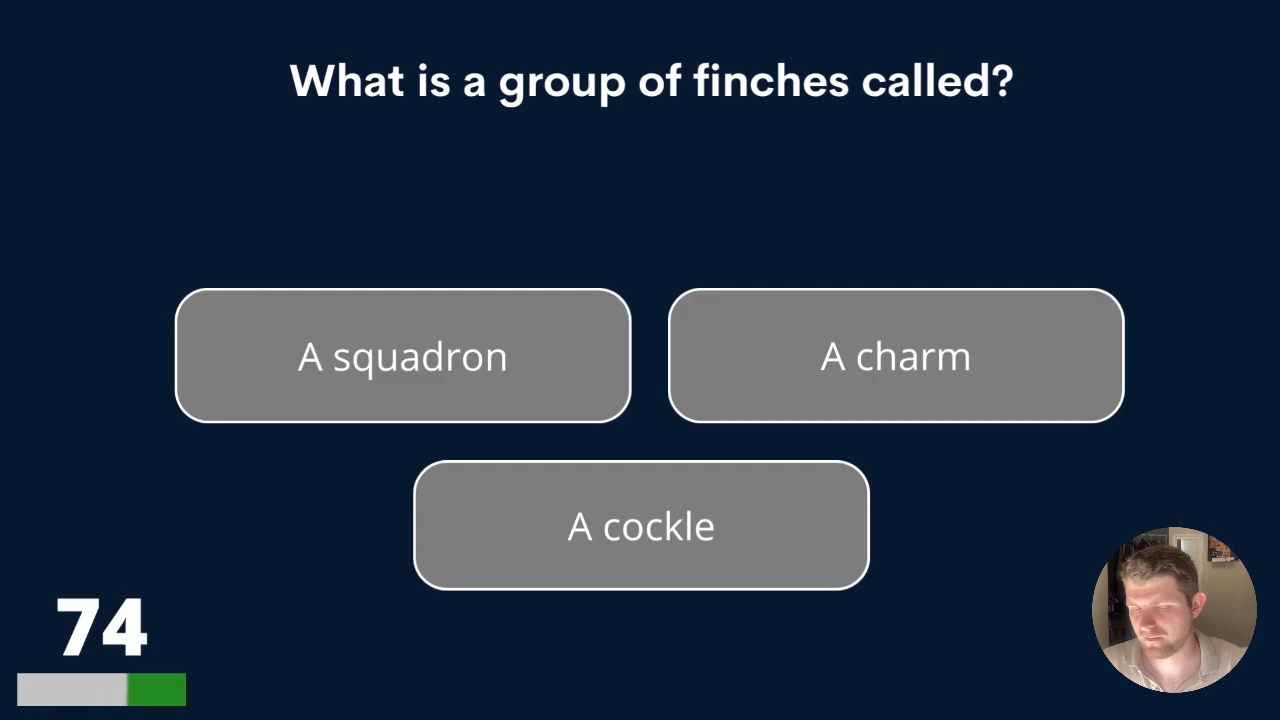 What is a group of finches called?
A squadron
A charm
A cockle
74